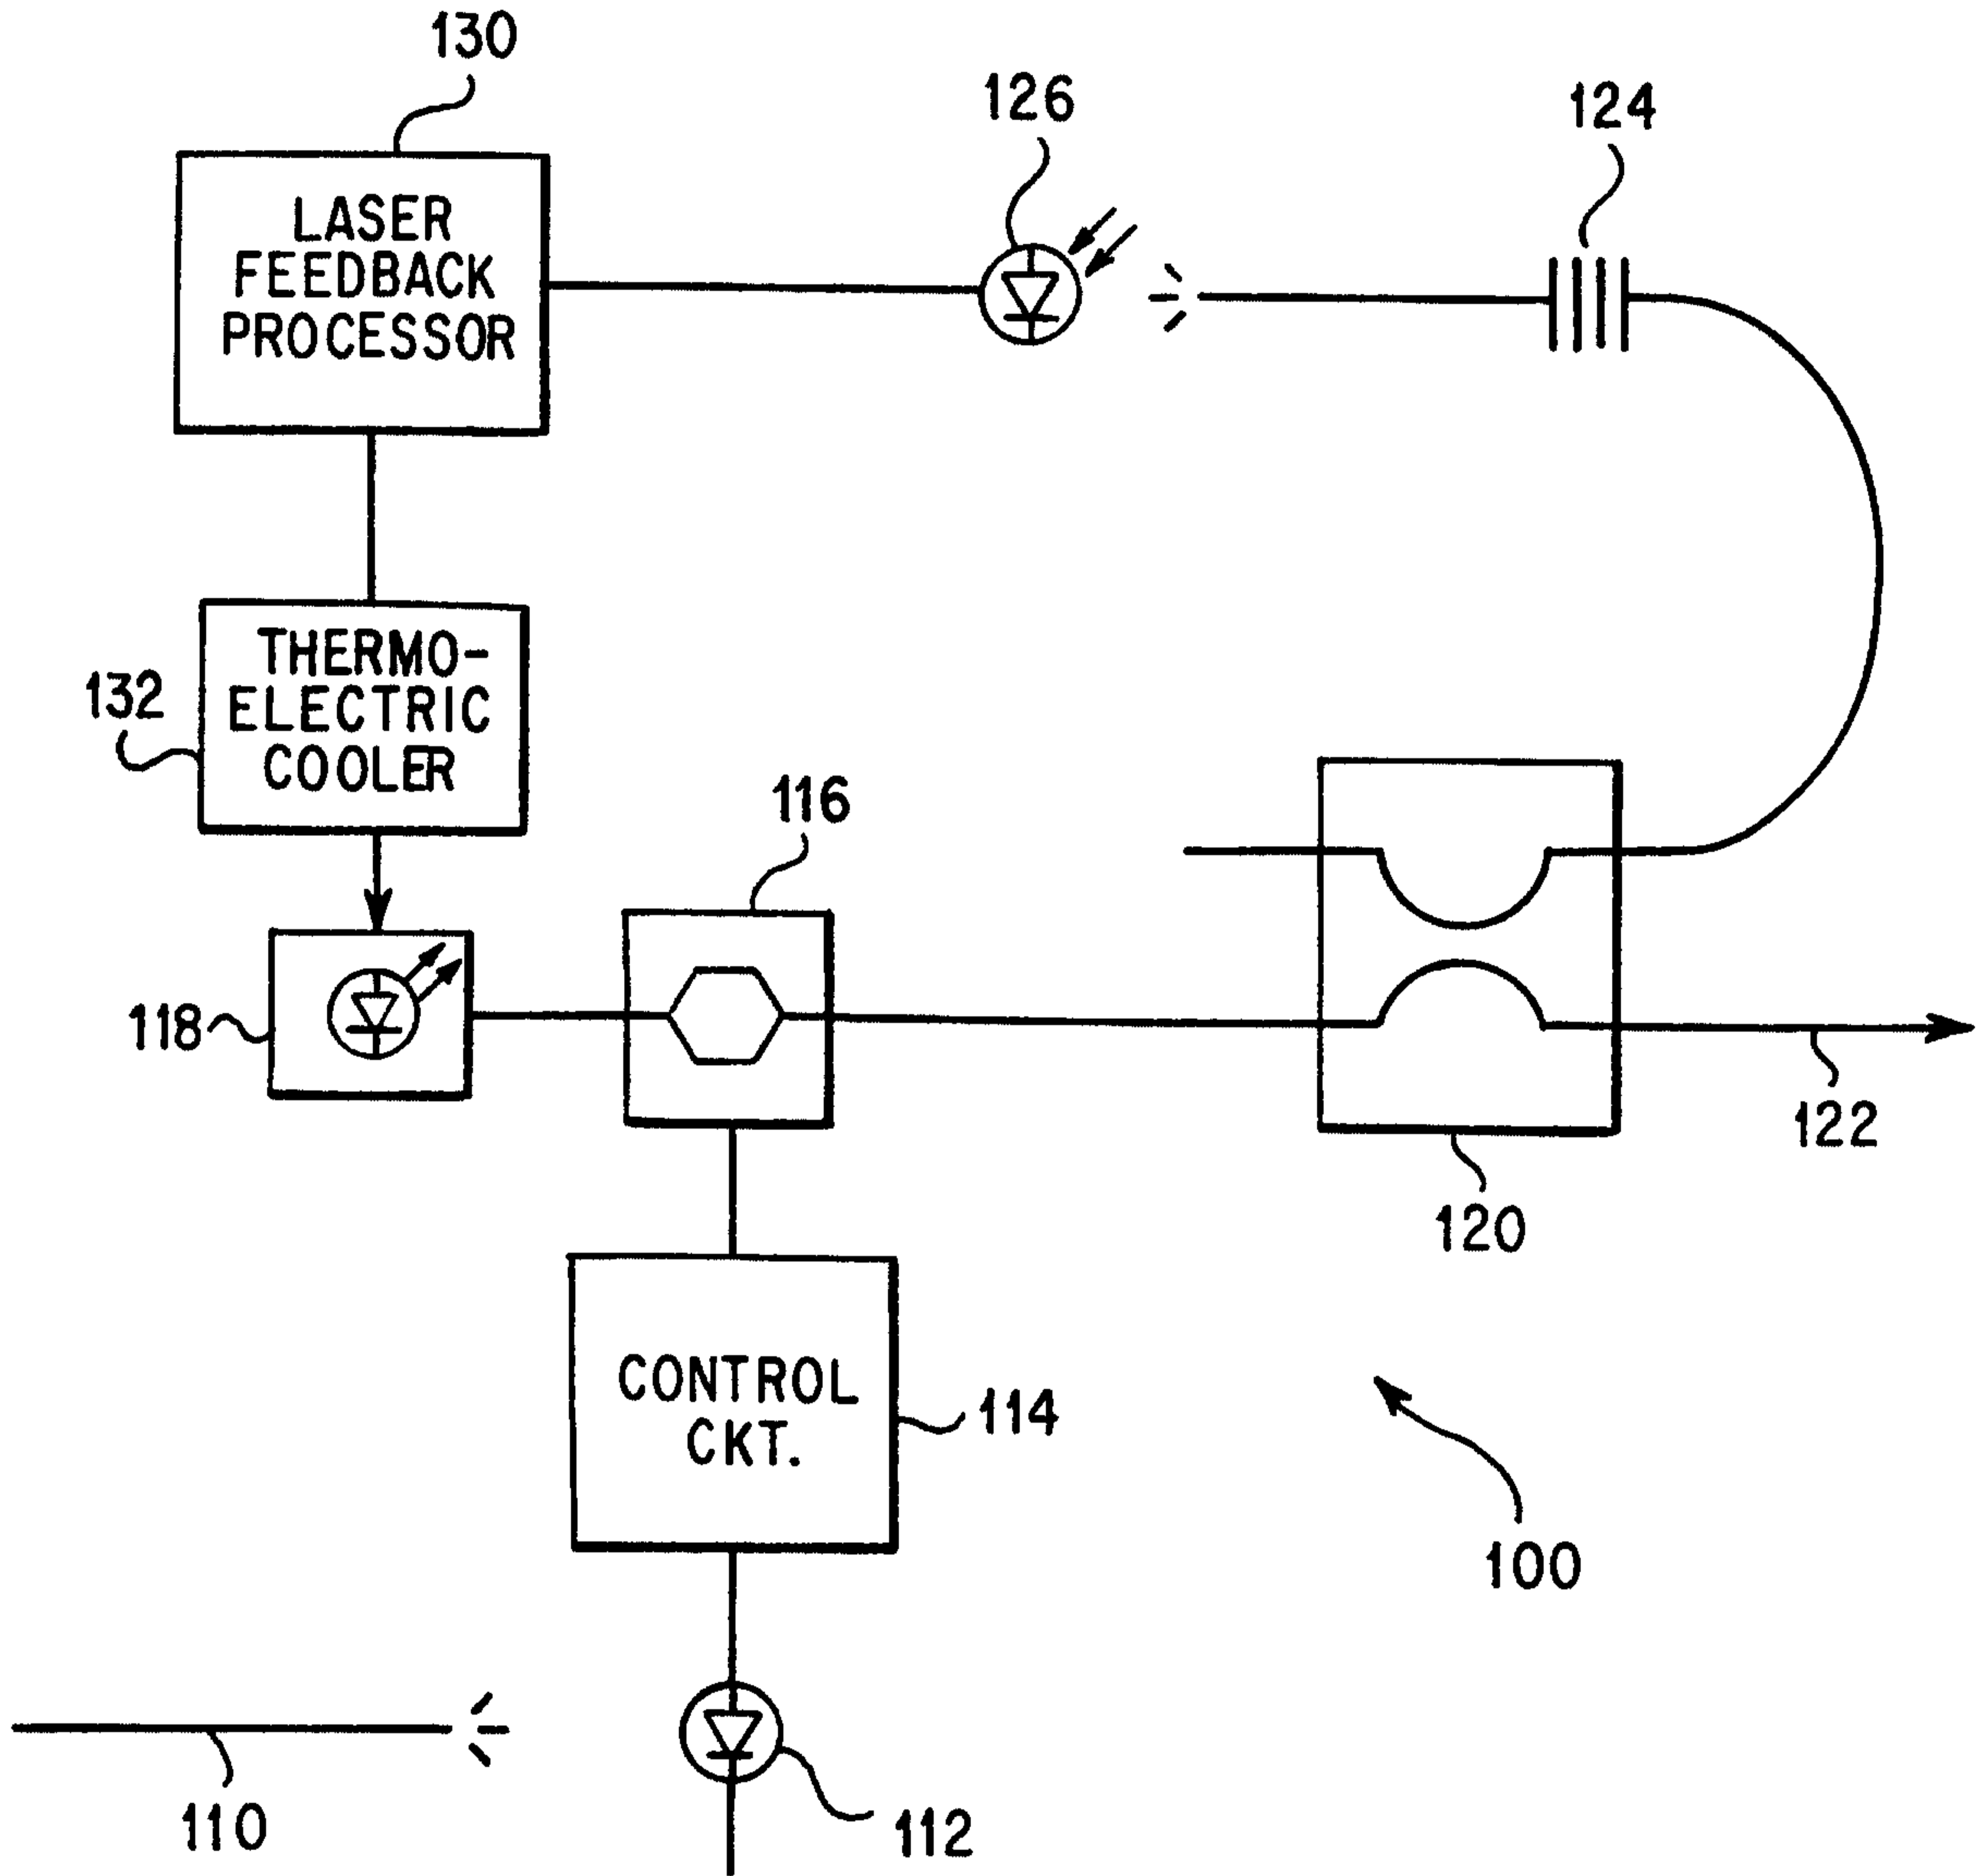 130
126
124
LASER
FEEDBACK
PROCESSOR
THERMO-
ELECTRIC
COOLER
132
116
118
122
120
CONTROL
CKT.
114
100
110
112